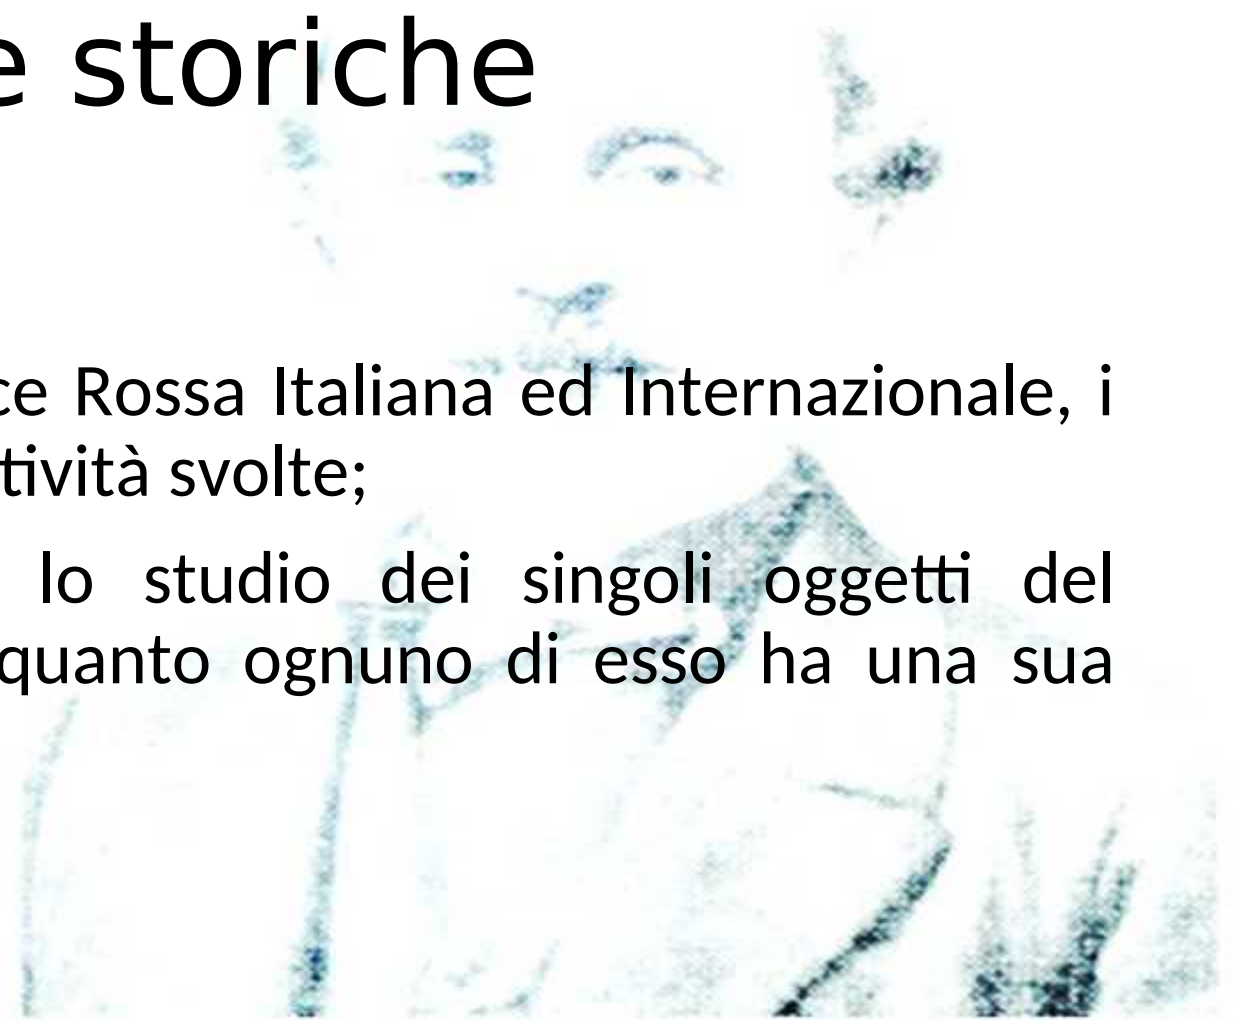 e storiche
ce Rossa Italiana ed Internazionale, i
tività svolte;
lo studio dei singoli oggetti del
quanto ognuno di esso ha una sua